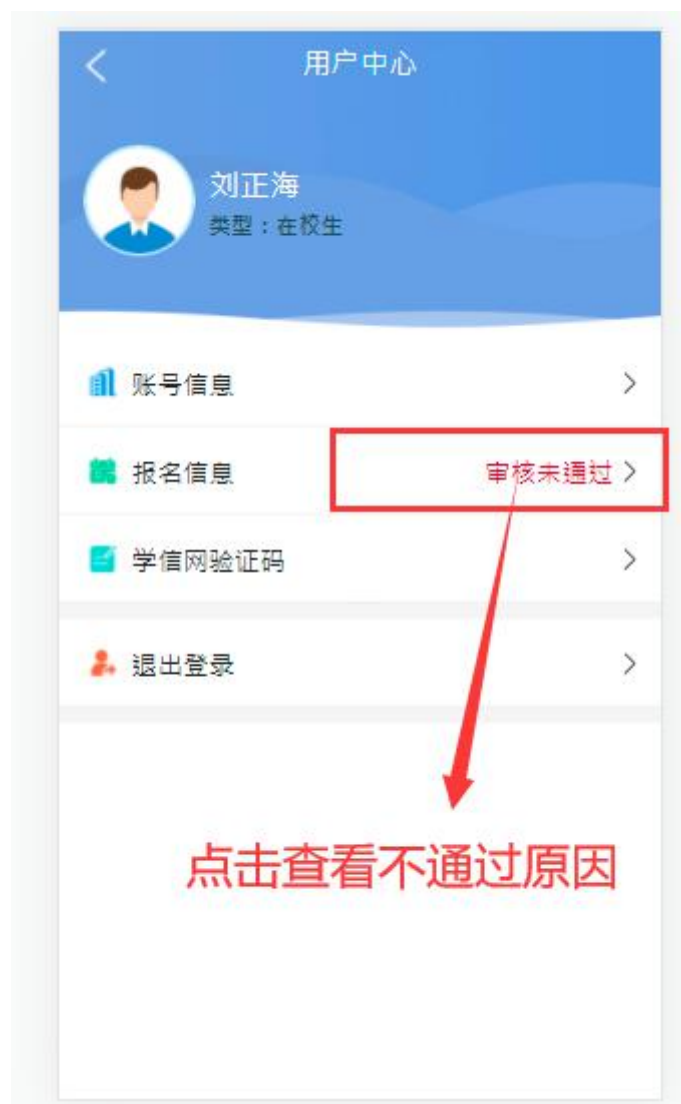 用户中心
刘正海
类型：在校生
账号信息
报名信息 审核未通过
学信网验证码
退出登录
点击查看不通过原因